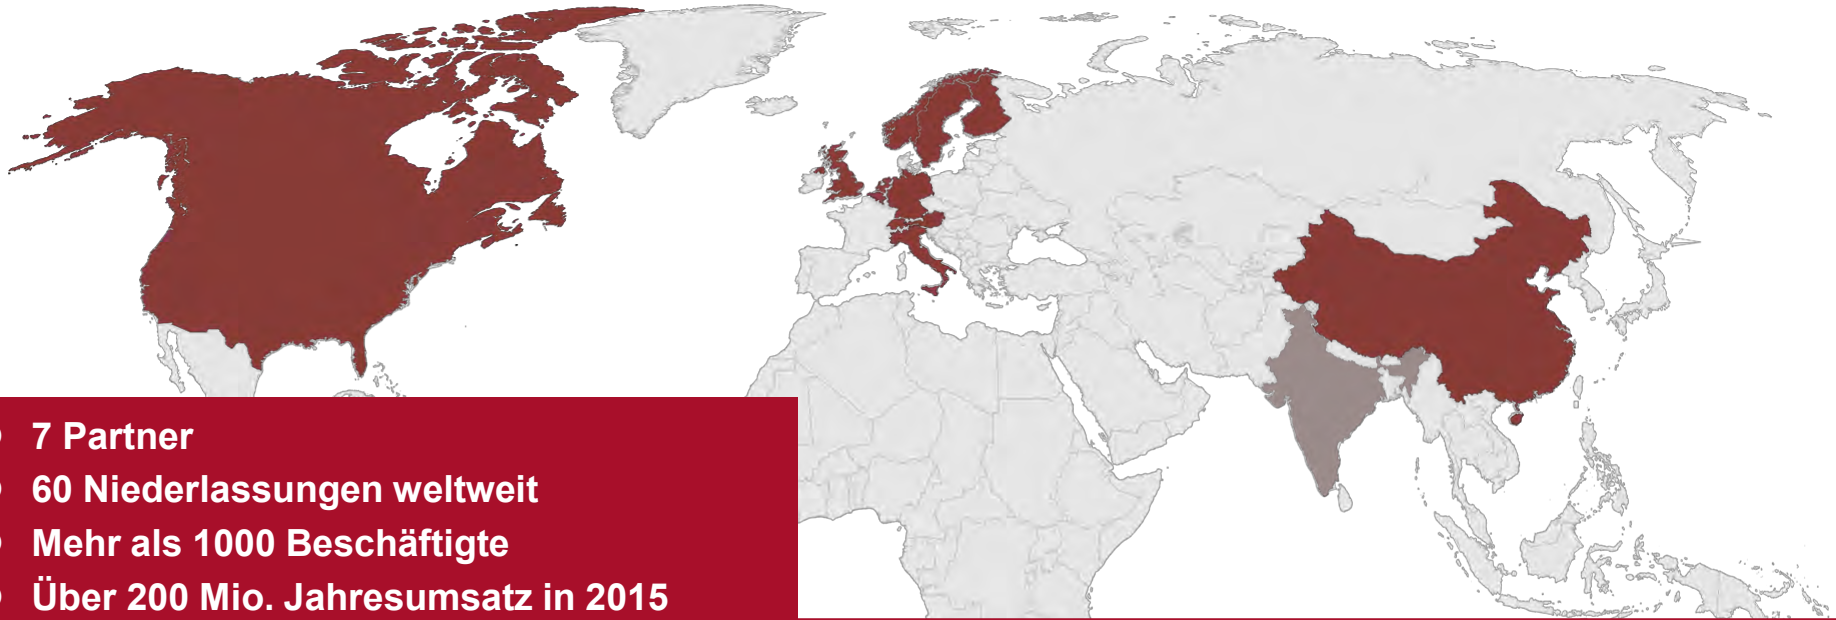 7 Partner
60 Niederlassungen weltweit
Mehr als 1000 Beschäftigte
Über 200 Mio. Jahresumsatz in 2015